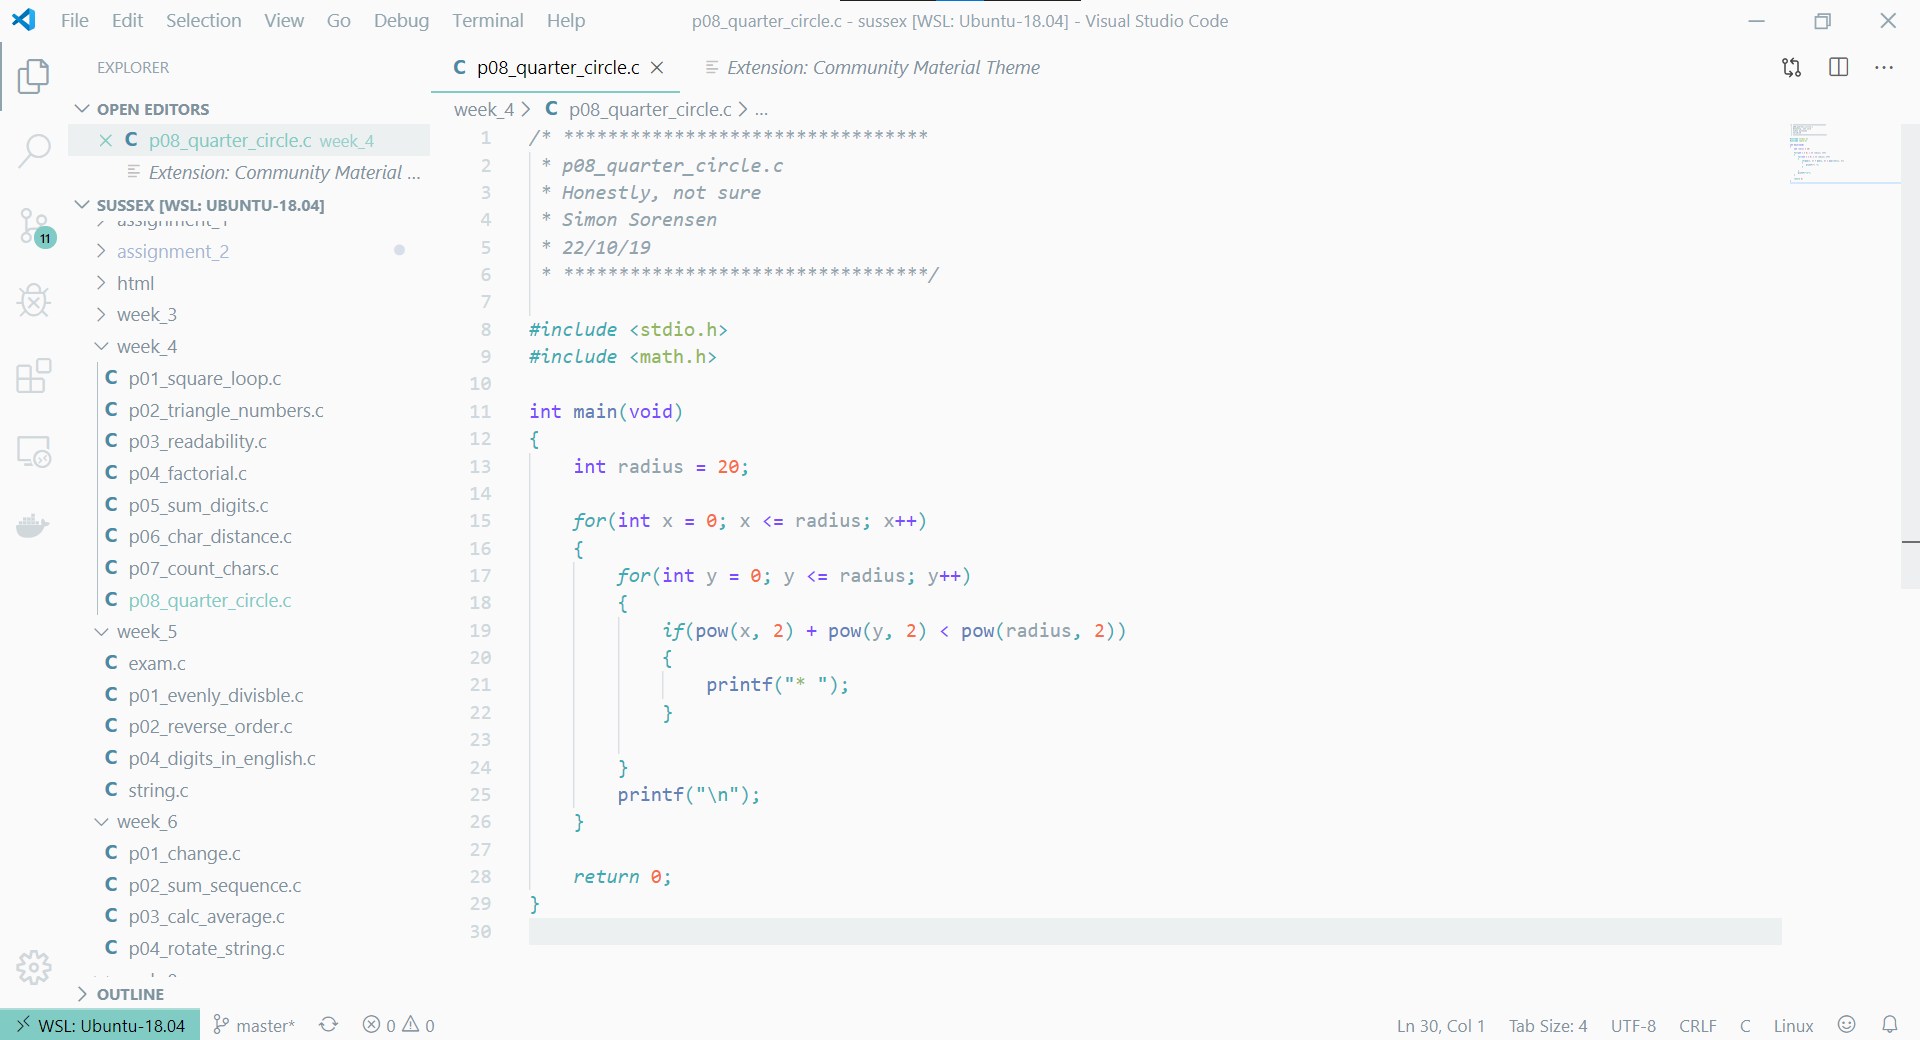 File Edit Selection View Go Debug Terminal Help p08_quarter_circle.c - sussex [WSL: Ubuntu-18.04] - Visual Studio Code
EXPLORER
p08_quarter_circle.c Extension: Community Material Theme
OPEN EDITORS
C p08_quarter_circle.c week_4
Extension: Community Material ...
SUSSEX [WSL: UBUNTU-18.04]
assignment_1
assignment_2
html
week_3
week_4
C p01_square_loop.c
C p02_triangle_numbers.c
C p03_readability.c
C p04_factorial.c
C p05_sum_digits.c
C p06_char_distance.c
C p07_count_chars.c
C p08_quarter_circle.c
week_5
C exam.c
C p01_evenly_divisble.c
C p02_reverse_order.c
C p04_digits_in_english.c
C string.c
week_6
C p01_change.c
C p02_sum_sequence.c
C p03_calc_average.c
C p04_rotate_string.c
OUTLINE
11
week_4 > C p08_quarter_circle.c > ...
1 /* *********************************
2 * p08_quarter_circle.c
3 * Honestly, not sure
4 * Simon Sorensen
5 * 22/10/19
6 * *********************************/
7
8 #include <stdio.h>
9 #include <math.h>
10
11 int main(void)
12 {
13 int radius = 20;
14
15 for(int x = 0; x <= radius; x++)
16 {
17 for(int y = 0; y <= radius; y++)
18 {
19 if(pow(x, 2) + pow(y, 2) < pow(radius, 2))
20 {
21 printf("* ");
22 }
23
24 }
25 printf("\n");
26 }
27
28 return 0;
29 }
30
WSL: Ubuntu-18.04 master* 0 0 Ln 30, Col 1 Tab Size: 4 UTF-8 CRLF C Linux